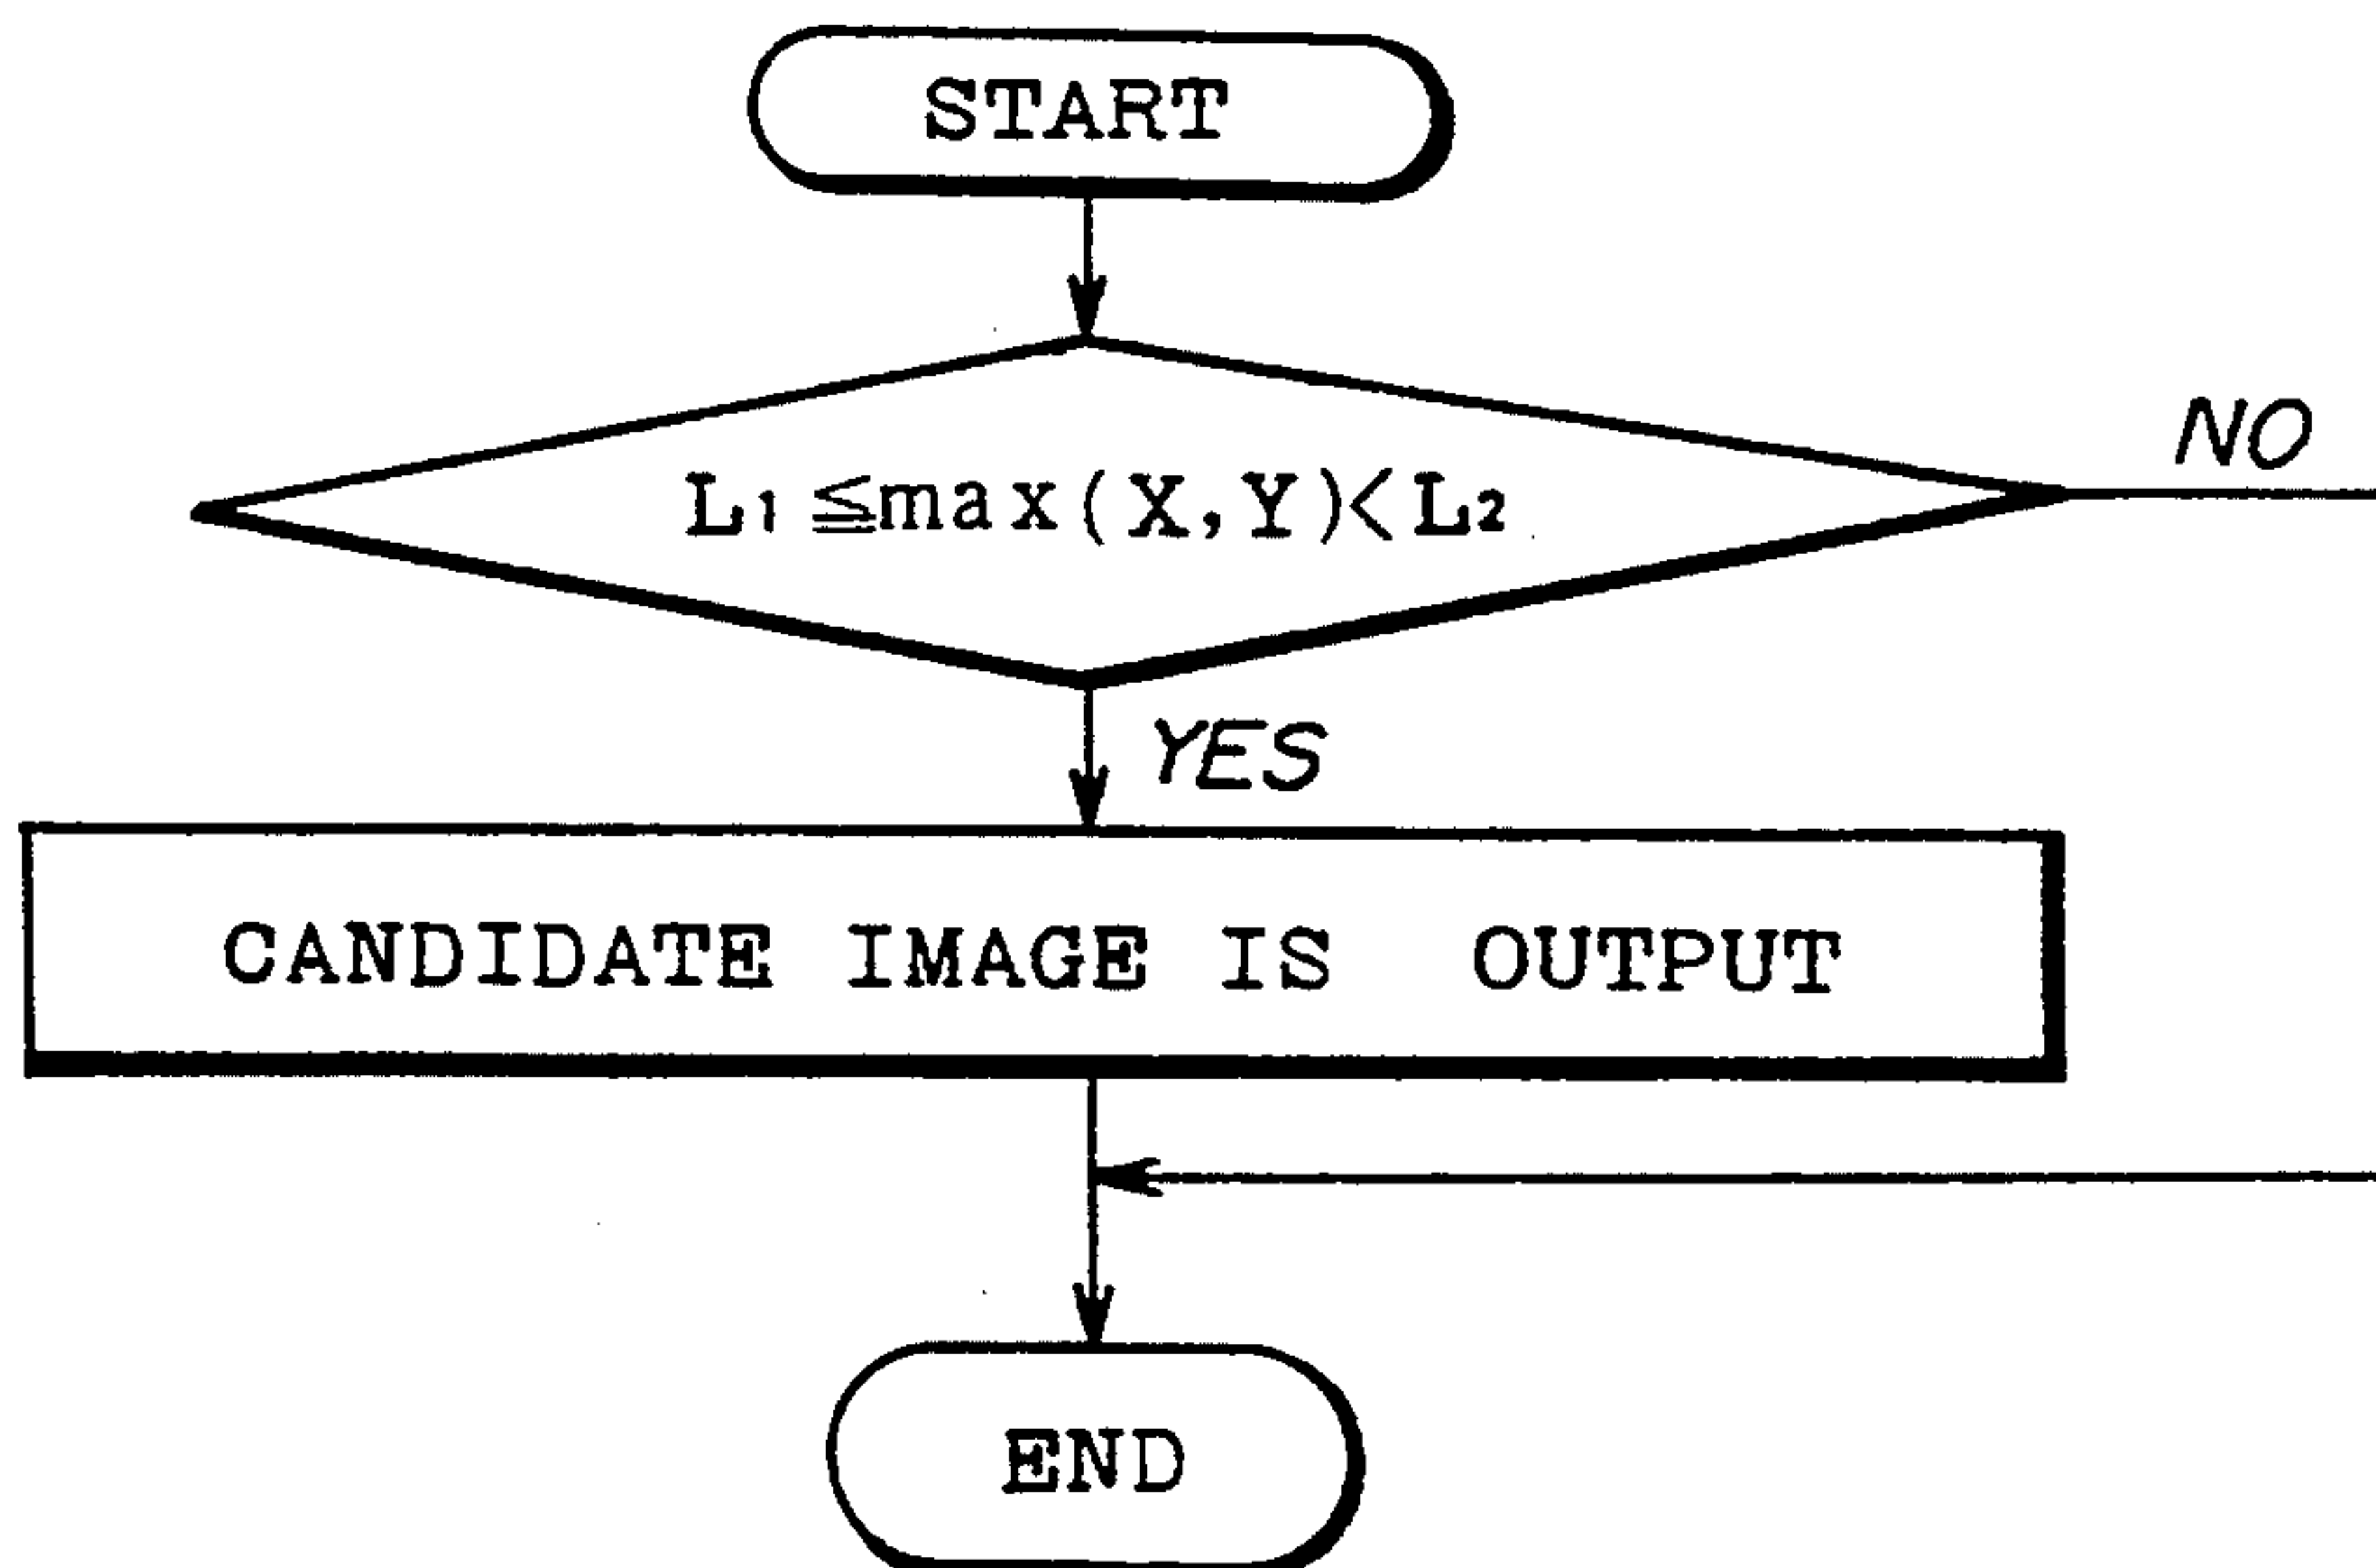 START
L₁ ≦max(X,Y)<L₂
NO
YES
CANDIDATE IMAGE IS OUTPUT
END